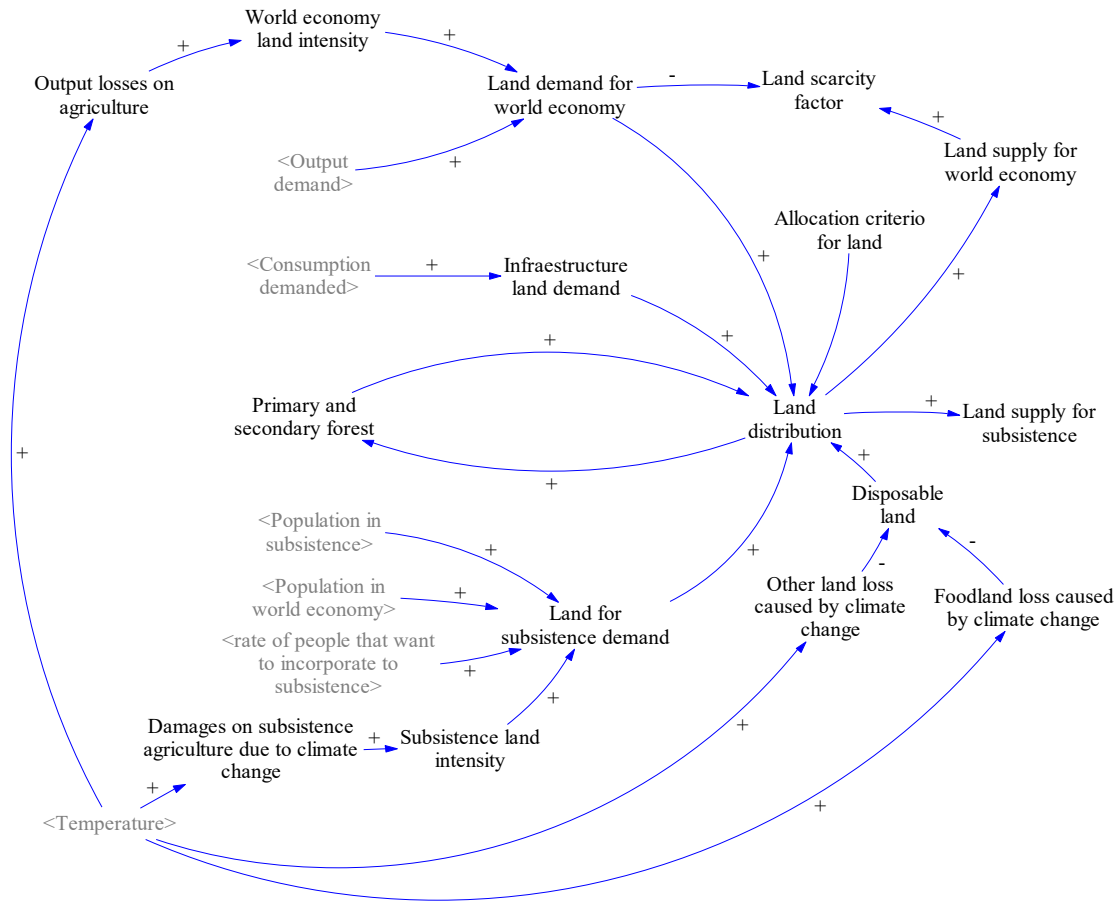 World economy
land intensity
+
+
Output losses on
agriculture
Land demand for
world economy
-
Land scarcity
factor
+
<Output
demand>
+
Land supply for
world economy
Allocation criterio
for land
<Consumption
demanded>
+
Infraestructure
land demand
+
+
+
+
Primary and
secondary forest
Land
distribution
+
Land supply for
subsistence
+
+
+
Disposable
land
<Population in
subsistence>
+
-
-
+
<Population in
world economy>
+
Land for
subsistence demand
Other land loss
caused by climate
change
Foodland loss caused
by climate change
<rate of people that want
to incorporate to
subsistence>
+
+
Damages on subsistence
agriculture due to climate
change
+
Subsistence land
intensity
+
+
<Temperature>
+